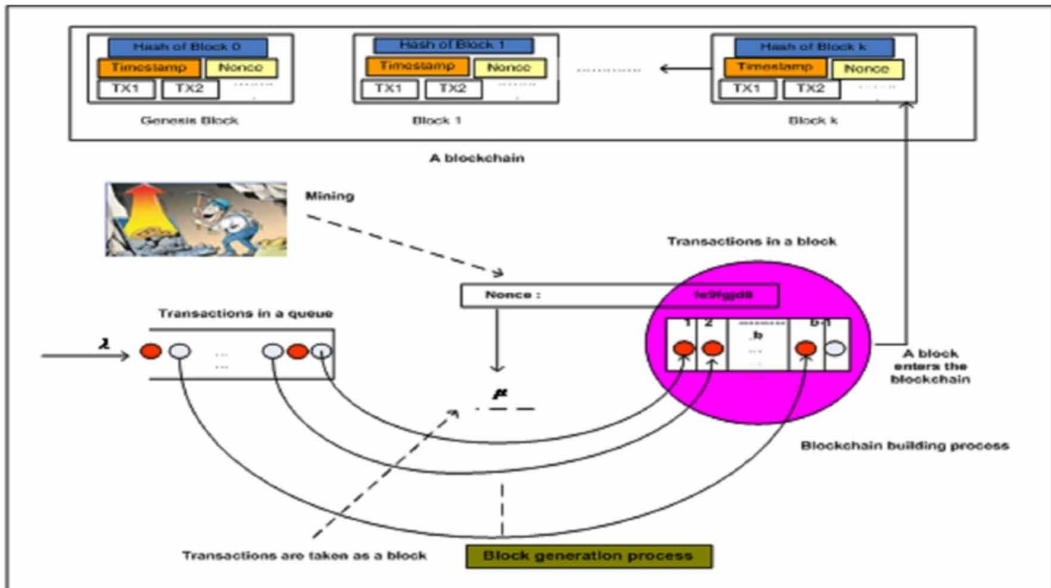 Hash of Block 0
Hash of Block 1
Hash of Block k
Timestamp Nonce
Timestamp Nonce
Timestamp Nonce
TX1 TX2 ........
TX1 TX2 ........
TX1 TX2 ........
Genesis Block
Block 1
Block k
A blockchain
Mining
Transactions in a block
Nonce : fe9fgjd8
Transactions in a queue
1 2 .......... b-1
b
λ
... ...
... ...
A block
enters the
blockchain
μ
Blockchain building process
Transactions are taken as a block
Block generation process